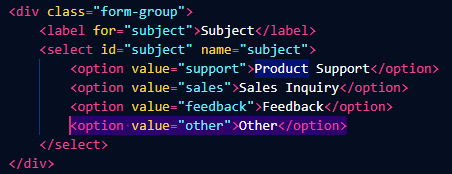 <div class="form-group">
<label for="subject">Subject</label>
<select id="subject" name="subject">
<option value="support">Product Support</option>
<option value="sales">Sales Inquiry</option>
<option value="feedback">Feedback</option>
<option value="other">Other</option>
</select>
</div>